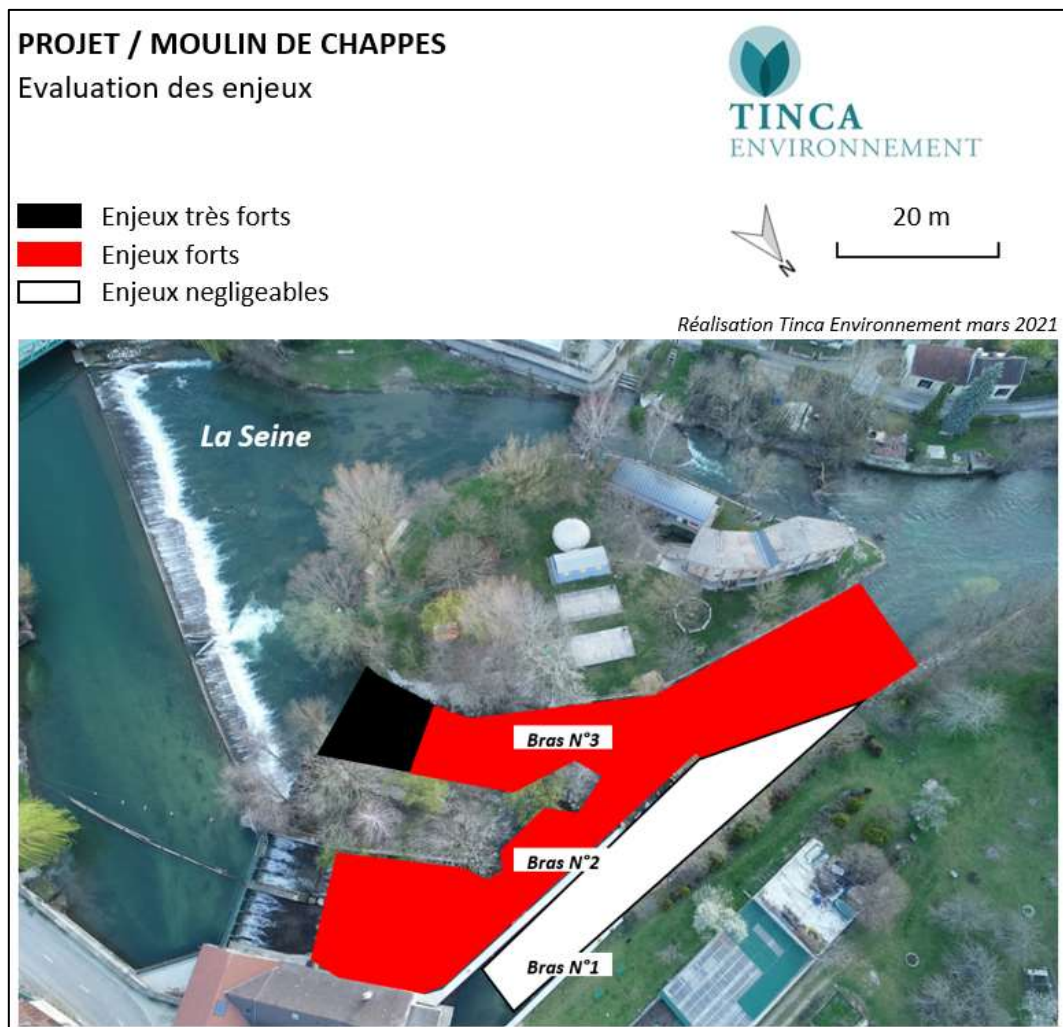 PROJET / MOULIN DE CHAPPES
Evaluation des enjeux
TINCA
ENVIRONNEMENT
Enjeux très forts
Enjeux forts
Enjeux negligeables
N
20 m
Réalisation Tinca Environnement mars 2021
La Seine
Bras N°3
Bras N°2
Bras N°1